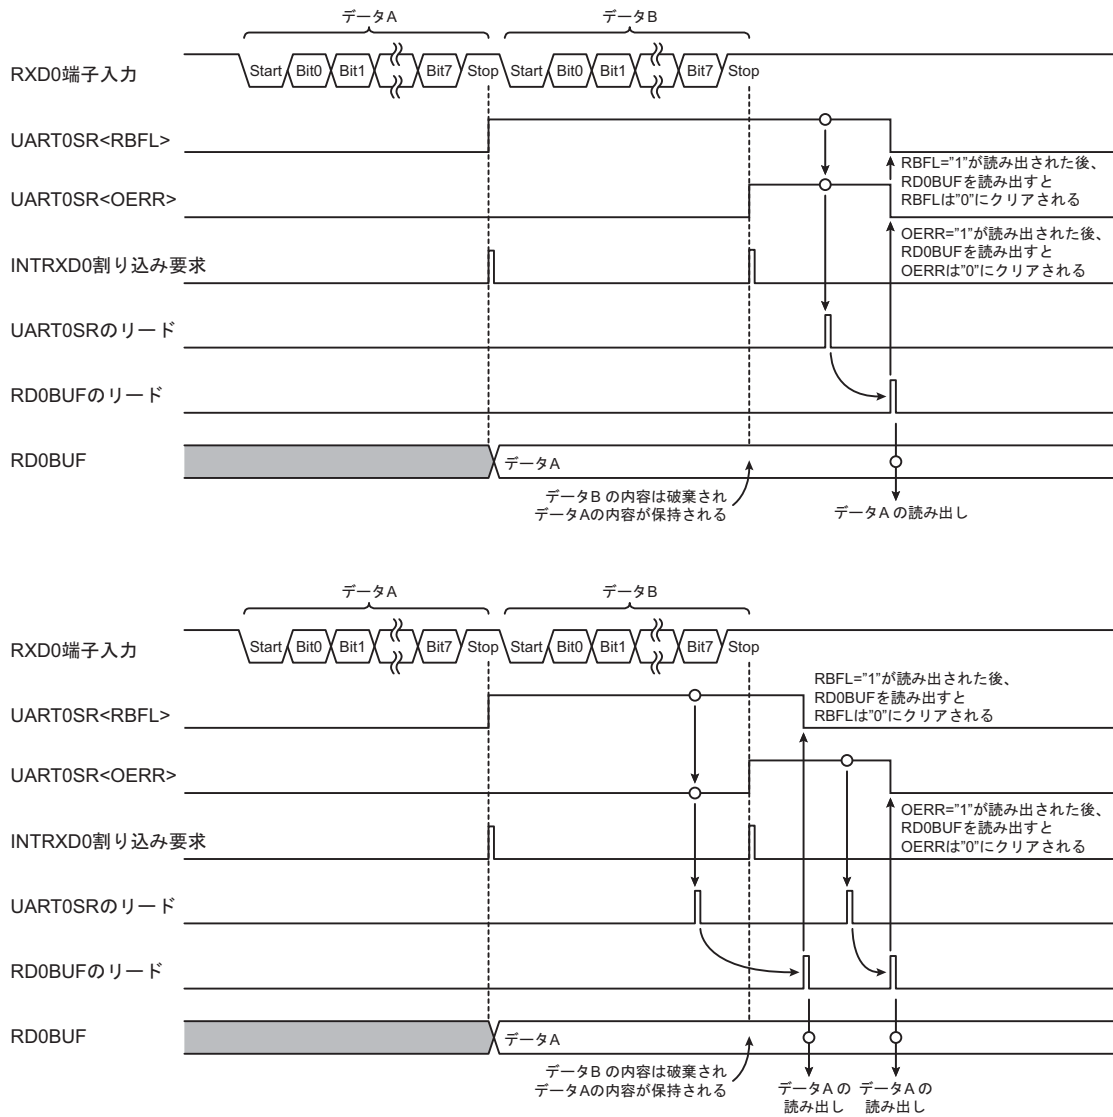 データA
データB
RXD0端子入力
Start Bit0 Bit1 Bit7 Stop Start Bit0 Bit1 Bit7 Stop
UART0SR<RBFL>
RBFL="1"が読み出された後、
RD0BUFを読み出すと
RBFLは"0"にクリアされる
UART0SR<OERR>
OERR="1"が読み出された後、
RD0BUFを読み出すと
OERRは"0"にクリアされる
INTRXD0割り込み要求
UART0SRのリード
RD0BUFのリード
RD0BUF
データA
データB の内容は破棄され
データAの内容が保持される
データA の読み出し
データA
データB
RXD0端子入力
Start Bit0 Bit1 Bit7 Stop Start Bit0 Bit1 Bit7 Stop
RBFL="1"が読み出された後、
RD0BUFを読み出すと
RBFLは"0"にクリアされる
UART0SR<RBFL>
UART0SR<OERR>
OERR="1"が読み出された後、
RD0BUFを読み出すと
OERRは"0"にクリアされる
INTRXD0割り込み要求
UART0SRのリード
RD0BUFのリード
RD0BUF
データA
データB の内容は破棄され
データAの内容が保持される
データA の
読み出し
データA の
読み出し